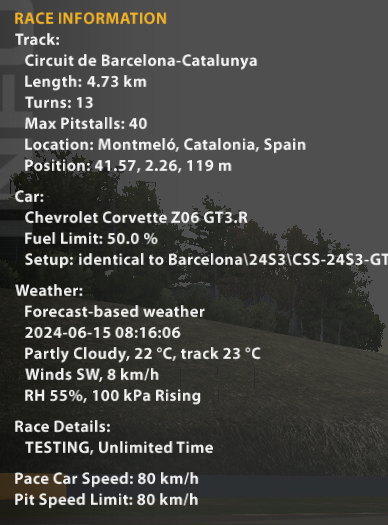 RACE INFORMATION
Track:
Circuit de Barcelona-Catalunya
Length: 4.73 km
Turns: 13
Max Pitstalls: 40
Location: Montmeló, Catalonia, Spain
Position: 41.57, 2.26, 119 m
Car:
Chevrolet Corvette Z06 GT3.R
Fuel Limit: 50.0 %
Setup: identical to Barcelona\24S3\CSS-24S3-GT
Weather:
Forecast-based weather
2024-06-15 08:16:06
Partly Cloudy, 22 °C, track 23 °C
Winds SW, 8 km/h
RH 55%, 100 kPa Rising
Race Details:
TESTING, Unlimited Time
Pace Car Speed: 80 km/h
Pit Speed Limit: 80 km/h